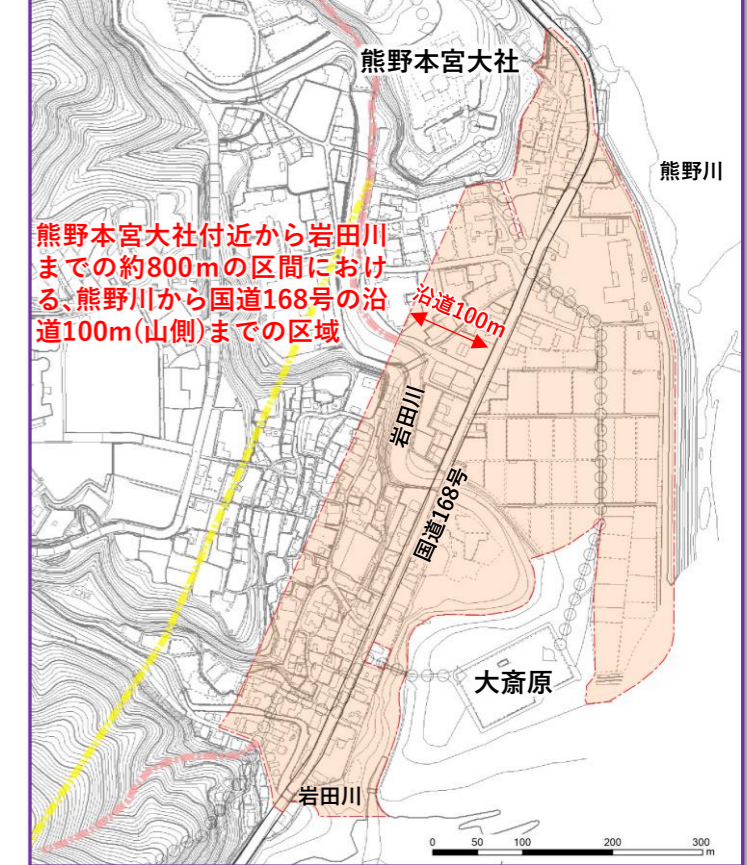 熊野本宮大社
熊野川
熊野本宮大社付近から岩田川
までの約800mの区間におけ
る、熊野川から国道168号の沿
道100m(山側)までの区域
沿道100m
岩田川
国道168号
大斎原
岩田川
0 50 100 200 300
m